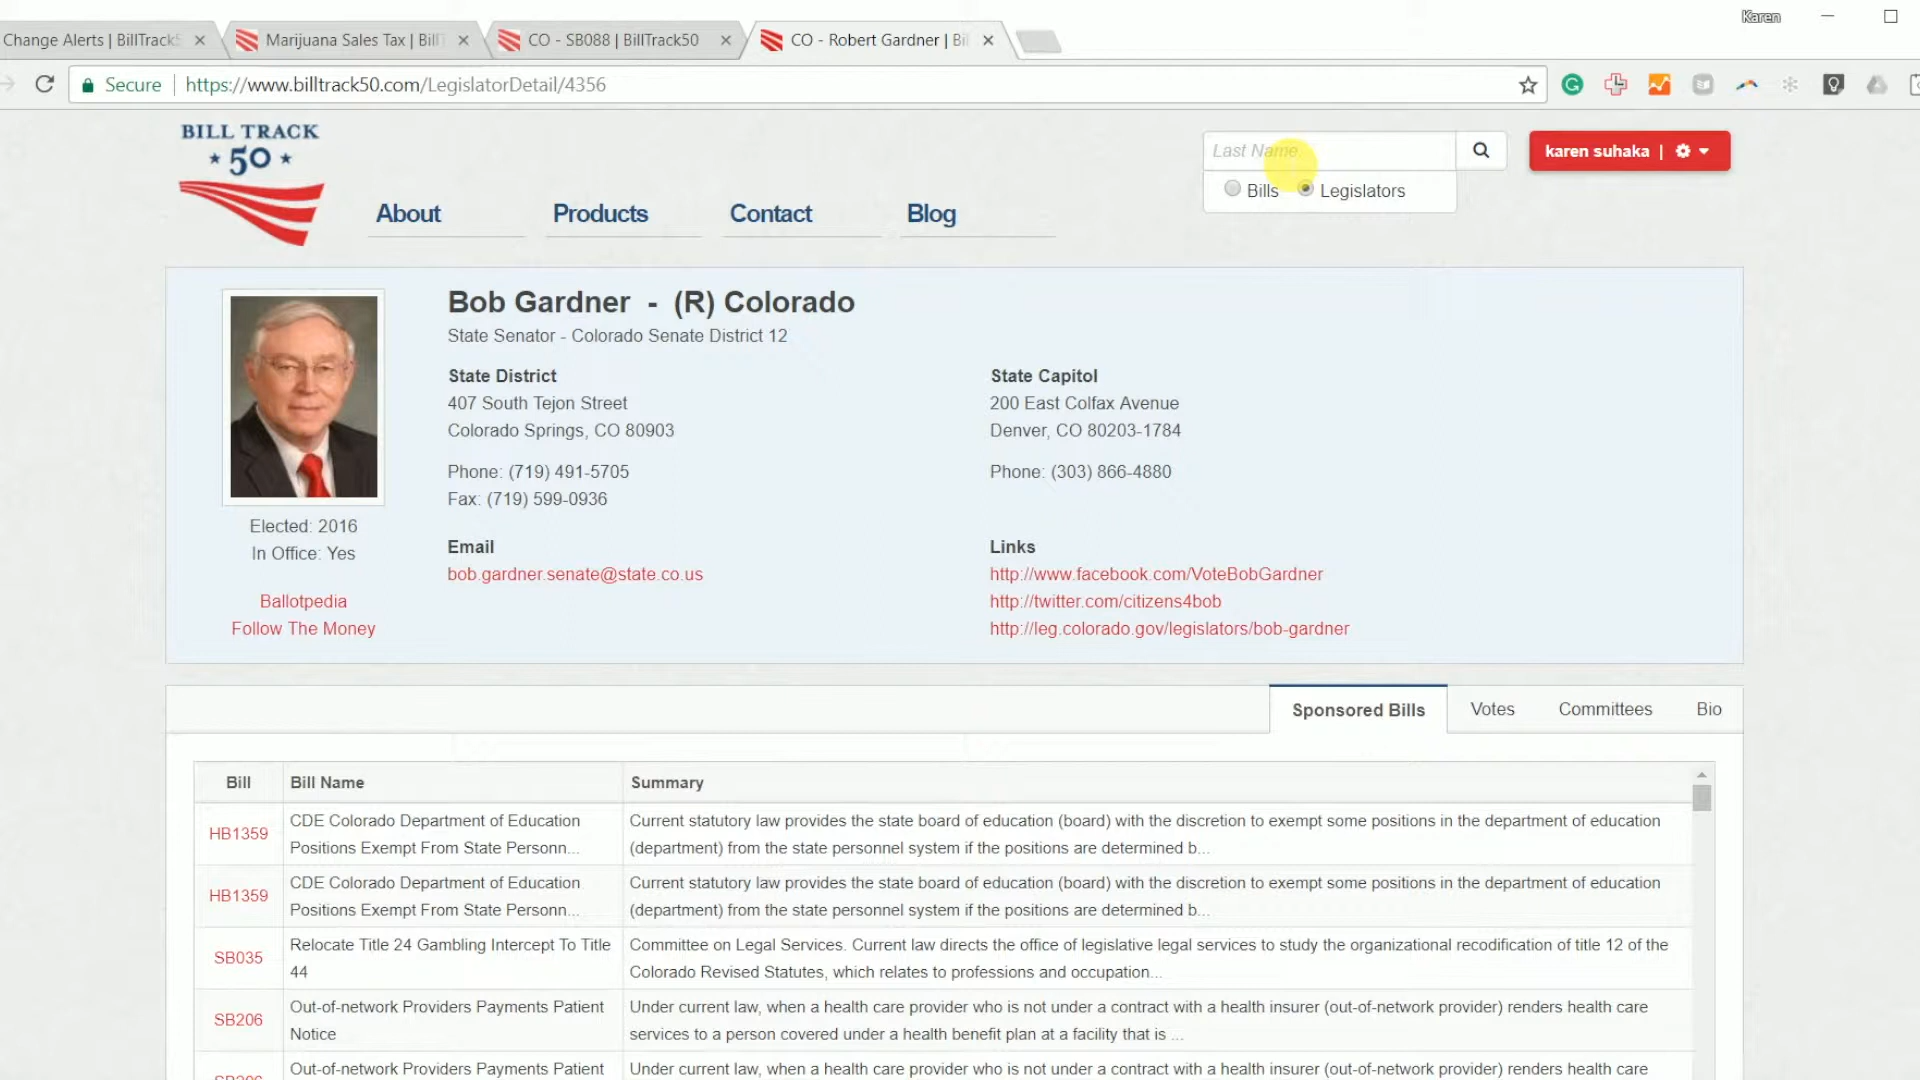 Karen
Change Alerts | BillTrack5
Marijuana Sales Tax | Bill
CO - SB088 | BillTrack50
CO - Robert Gardner | Bi
Secure
https://www.billtrack50.com/LegislatorDetail/4356
BILL TRACK
50
Last Name
karen suhaka |
Bills
Legislators
About
Products
Contact
Blog
Bob Gardner - (R) Colorado
State Senator - Colorado Senate District 12
State District
407 South Tejon Street
Colorado Springs, CO 80903
Phone: (719) 491-5705
Fax: (719) 599-0936
State Capitol
200 East Colfax Avenue
Denver, CO 80203-1784
Phone: (303) 866-4880
Elected: 2016
In Office: Yes
Ballotpedia
Follow The Money
Email
bob.gardner.senate@state.co.us
Links
http://www.facebook.com/VoteBobGardner
http://twitter.com/citizens4bob
http://leg.colorado.gov/legislators/bob-gardner
Sponsored Bills
Votes
Committees
Bio
Bill
Bill Name
Summary
HB1359
CDE Colorado Department of Education
Positions Exempt From State Personn...
Current statutory law provides the state board of education (board) with the discretion to exempt some positions in the department of education
(department) from the state personnel system if the positions are determined b...
HB1359
CDE Colorado Department of Education
Positions Exempt From State Personn...
Current statutory law provides the state board of education (board) with the discretion to exempt some positions in the department of education
(department) from the state personnel system if the positions are determined b...
SB035
Relocate Title 24 Gambling Intercept To Title
44
Committee on Legal Services. Current law directs the office of legislative legal services to study the organizational recodification of title 12 of the
Colorado Revised Statutes, which relates to professions and occupation...
SB206
Out-of-network Providers Payments Patient
Notice
Under current law, when a health care provider who is not under a contract with a health insurer (out-of-network provider) renders health care
services to a person covered under a health benefit plan at a facility that is ...
SB206
Out-of-network Providers Payments Patient
Under current law, when a health care provider who is not under a contract with a health insurer (out-of-network provider) renders health care